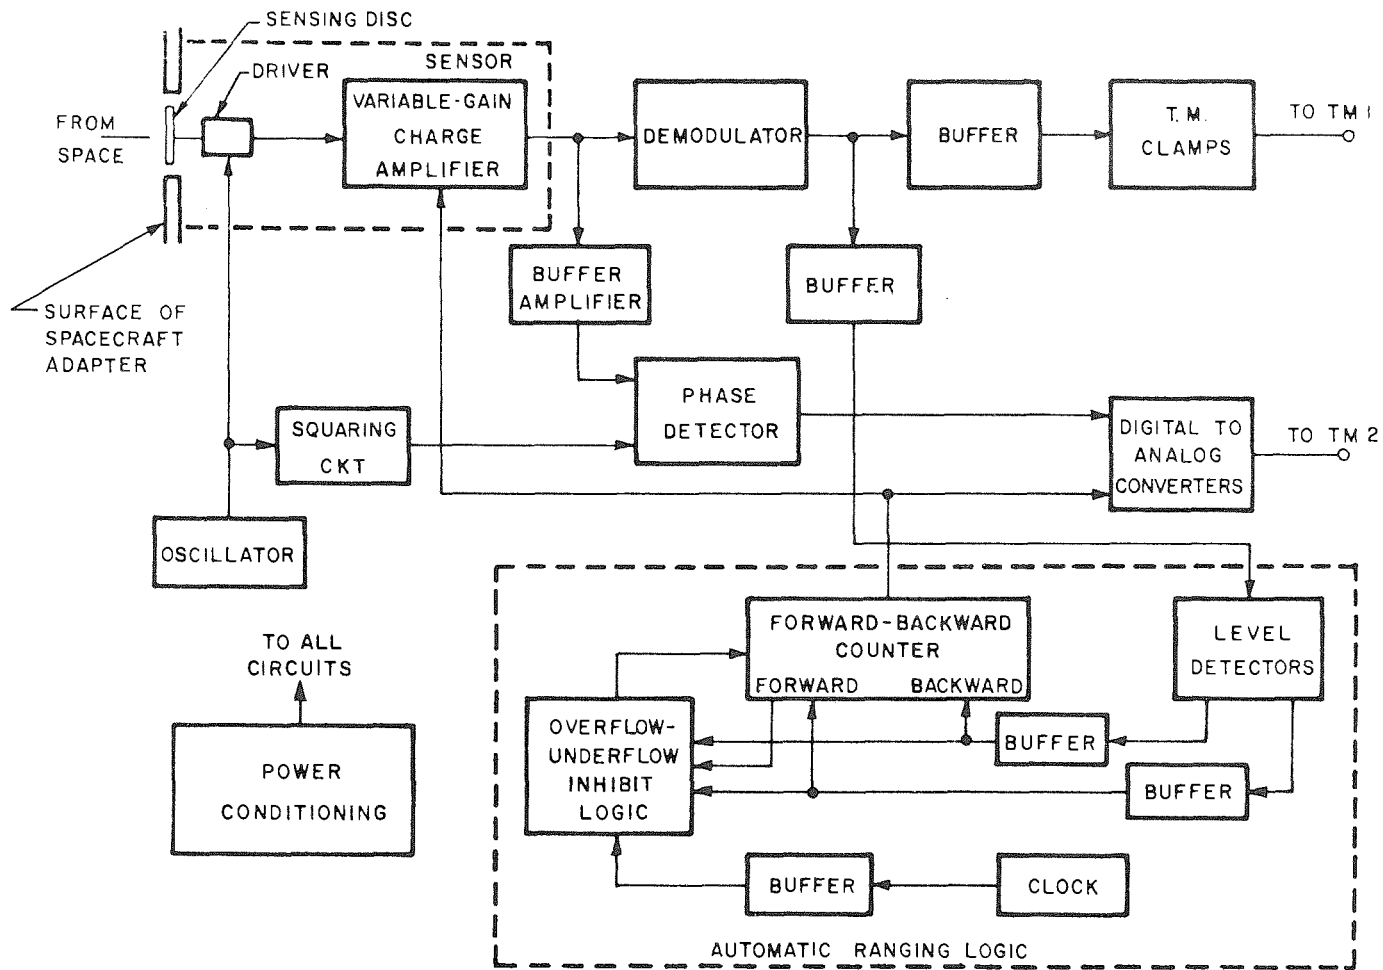 SENSING DISC
DRIVER
SENSOR
FROM
SPACE
VARIABLE-GAIN
CHARGE
AMPLIFIER
DEMODULATOR
BUFFER
T. M.
CLAMPS
TO TM 1
SURFACE OF
SPACECRAFT
ADAPTER
BUFFER
AMPLIFIER
BUFFER
PHASE
DETECTOR
SQUARING
CKT
DIGITAL TO
ANALOG
CONVERTERS
TO TM 2
OSCILLATOR
TO ALL
CIRCUITS
POWER
CONDITIONING
FORWARD-BACKWARD
COUNTER
FORWARD
BACKWARD
LEVEL
DETECTORS
OVERFLOW-
UNDERFLOW
INHIBIT
LOGIC
BUFFER
BUFFER
BUFFER
CLOCK
AUTOMATIC RANGING LOGIC